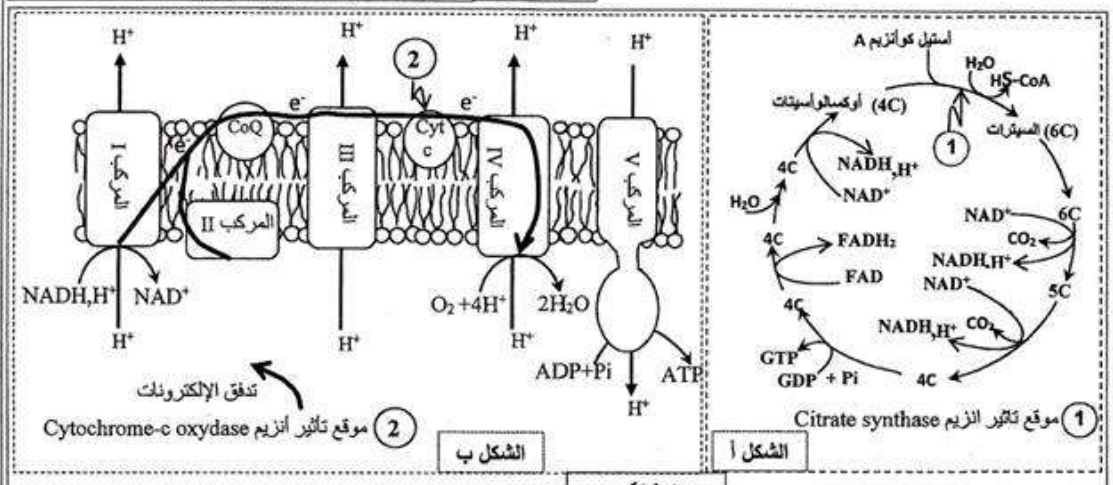 أستيل كوأنزيم A
H₂O
HS-CoA
أوكسالوأسيتات (4C)
السيترات (6C)
1
NADH,H⁺
NAD⁺
4C
H₂O
4C
FADH₂
FAD
4C
GTP
GDP + Pi
4C
NAD⁺
6C
CO₂
NADH,H⁺
NAD⁺
5C
CO₂
NADH,H⁺
1 موقع تاثير انزيم Citrate synthase
الشكل أ
H⁺
H⁺
H⁺
H⁺
2
e⁻
e⁻
e⁻
CoQ
Cyt
c
المركب I
المركب II
المركب III
المركب IV
المركب V
NADH,H⁺
NAD⁺
O₂ +4H⁺
2H₂O
H⁺
H⁺
H⁺
ADP+Pi
ATP
H⁺
تدفق الإلكترونات
2 موقع تأثير أنزيم Cytochrome-c oxydase
الشكل ب